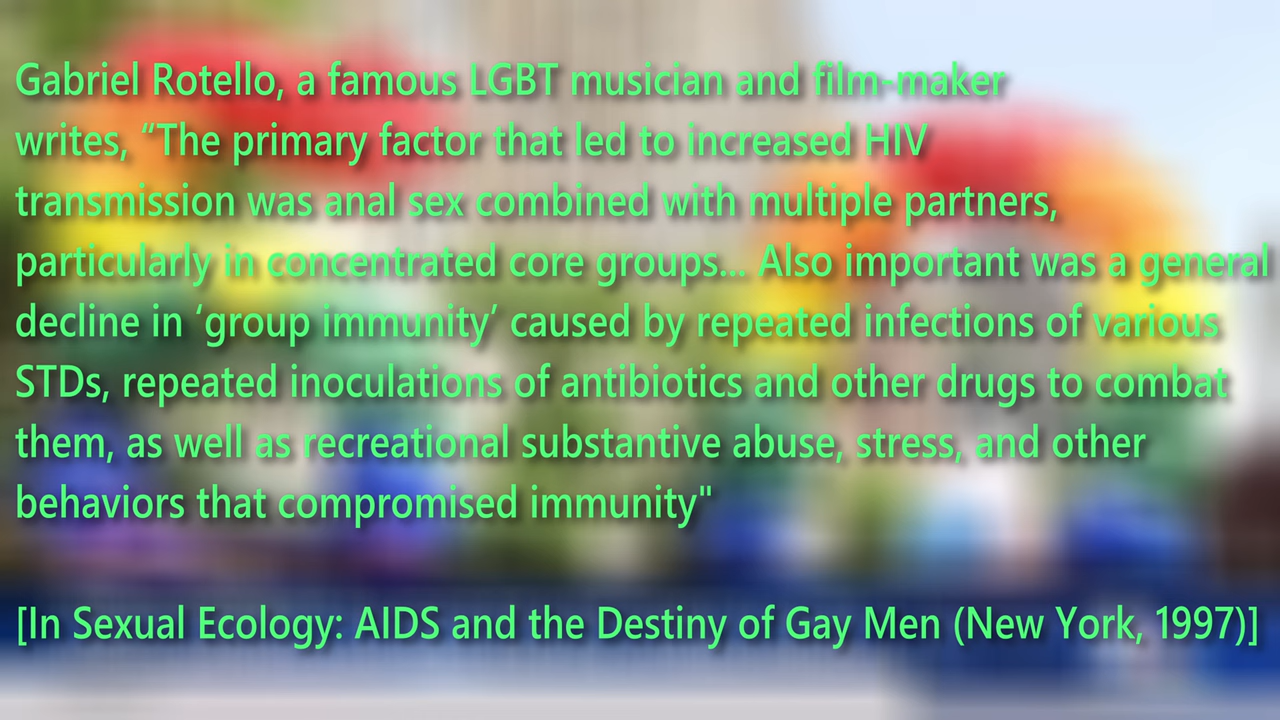 Gabriel Rotello, a famous LGBT musician and film-maker
writes, “The primary factor that led to increased HIV
transmission was anal sex combined with multiple partners,
particularly in concentrated core groups... Also important was a general
decline in ‘group immunity’ caused by repeated infections of various
STDs, repeated inoculations of antibiotics and other drugs to combat
them, as well as recreational substantive abuse, stress, and other
behaviors that compromised immunity"
[In Sexual Ecology: AIDS and the Destiny of Gay Men (New York, 1997)]